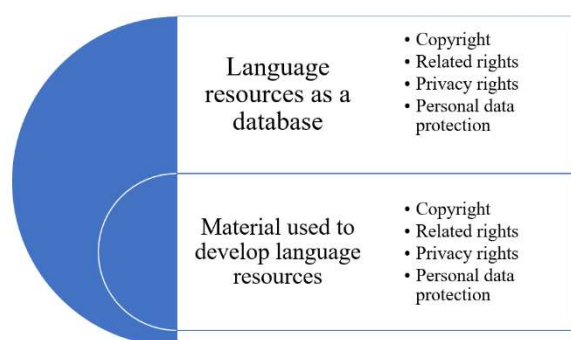 Language
resources as a
database
• Copyright
• Related rights
• Privacy rights
• Personal data
protection
Material used to
develop language
resources
• Copyright
• Related rights
• Privacy rights
• Personal data
protection